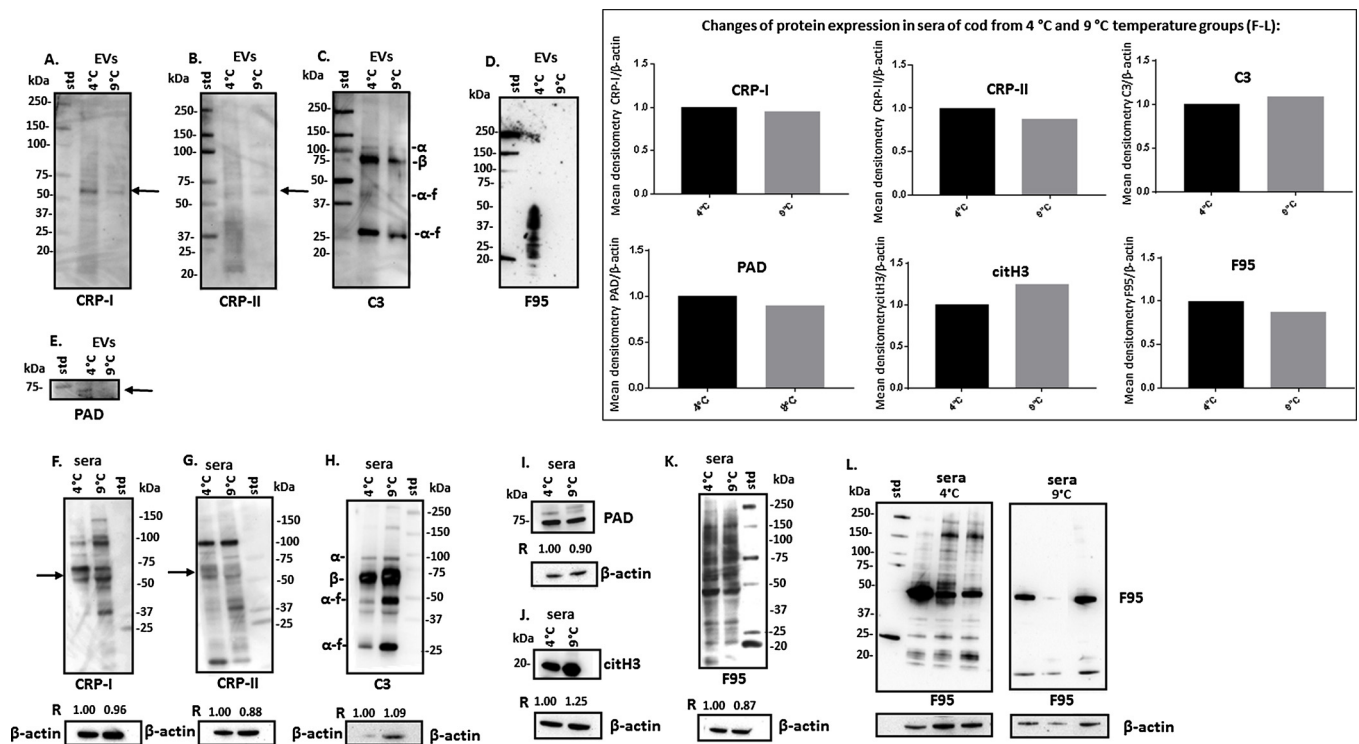 Changes of protein expression in sera of cod from 4 °C and 9 °C temperature groups (F-L):
A.
EVs
kDa
std
4°C
9°C
250-
150-
100-
75-
50-
37-
25-
20-
CRP-I
B.
EVs
kDa
std
4°C
9°C
250-
150-
100-
75-
50-
37-
25-
20-
CRP-II
C.
EVs
kDa
std
4°C
9°C
250-
150-
100-
75-
50-
37-
25-
20-
-α
-β
-α-f
-α-f
C3
D.
EVs
kDa
std
4°C
9°C
250-
150-
100-
75-
50-
37-
25-
20-
F95
Mean densitometry CRP-I/β-actin
1.5
1.0
0.5
0.0
CRP-I
4°C
9°C
Mean densitometry CRP-II/β-actin
1.5
1.0
0.5
0.0
CRP-II
4°C
9°C
Mean densitometry C3/β-actin
1.5
1.0
0.5
0.0
C3
4°C
9°C
E.
EVs
kDa
std
4°C
9°C
75-
PAD
Mean densitometry PAD/β-actin
1.5
1.0
0.5
0.0
PAD
4°C
Mean densitometrycitH3/β-actin
1.5
1.0
0.5
0.0
citH3
4°C
9°C
Mean densitometry F95/β-actin
1.5
1.0
0.5
0.0
F95
4°C
9°C
F.
sera
4°C
9°C
std
kDa
-150
-100
-75
-50
-37
-25
CRP-I
R 1.00 0.96
β-actin
G.
sera
4°C
9°C
std
kDa
-150
-100
-75
-50
-37
-25
CRP-II
R 1.00 0.88
β-actin
H.
sera
4°C
9°C
std
kDa
-250
-150
-100
-75
-50
-37
-25
α-
β-
α-f-
α-f-
C3
R 1.00 1.09
β-actin
β-actin
I.
sera
4°C
9°C
kDa
75-
PAD
R 1.00 0.90
β-actin
J.
sera
4°C
9°C
kDa
20-
citH3
R 1.00 1.25
β-actin
K.
sera
4°C
9°C
std
kDa
-250
-150
-100
-75
-50
-37
-25
-20
F95
R 1.00 0.87
L.
sera
4°C
kDa
std
250-
150-
100-
75-
50-
37-
25-
20-
F95
sera
9°C
F95
F95
β-actin